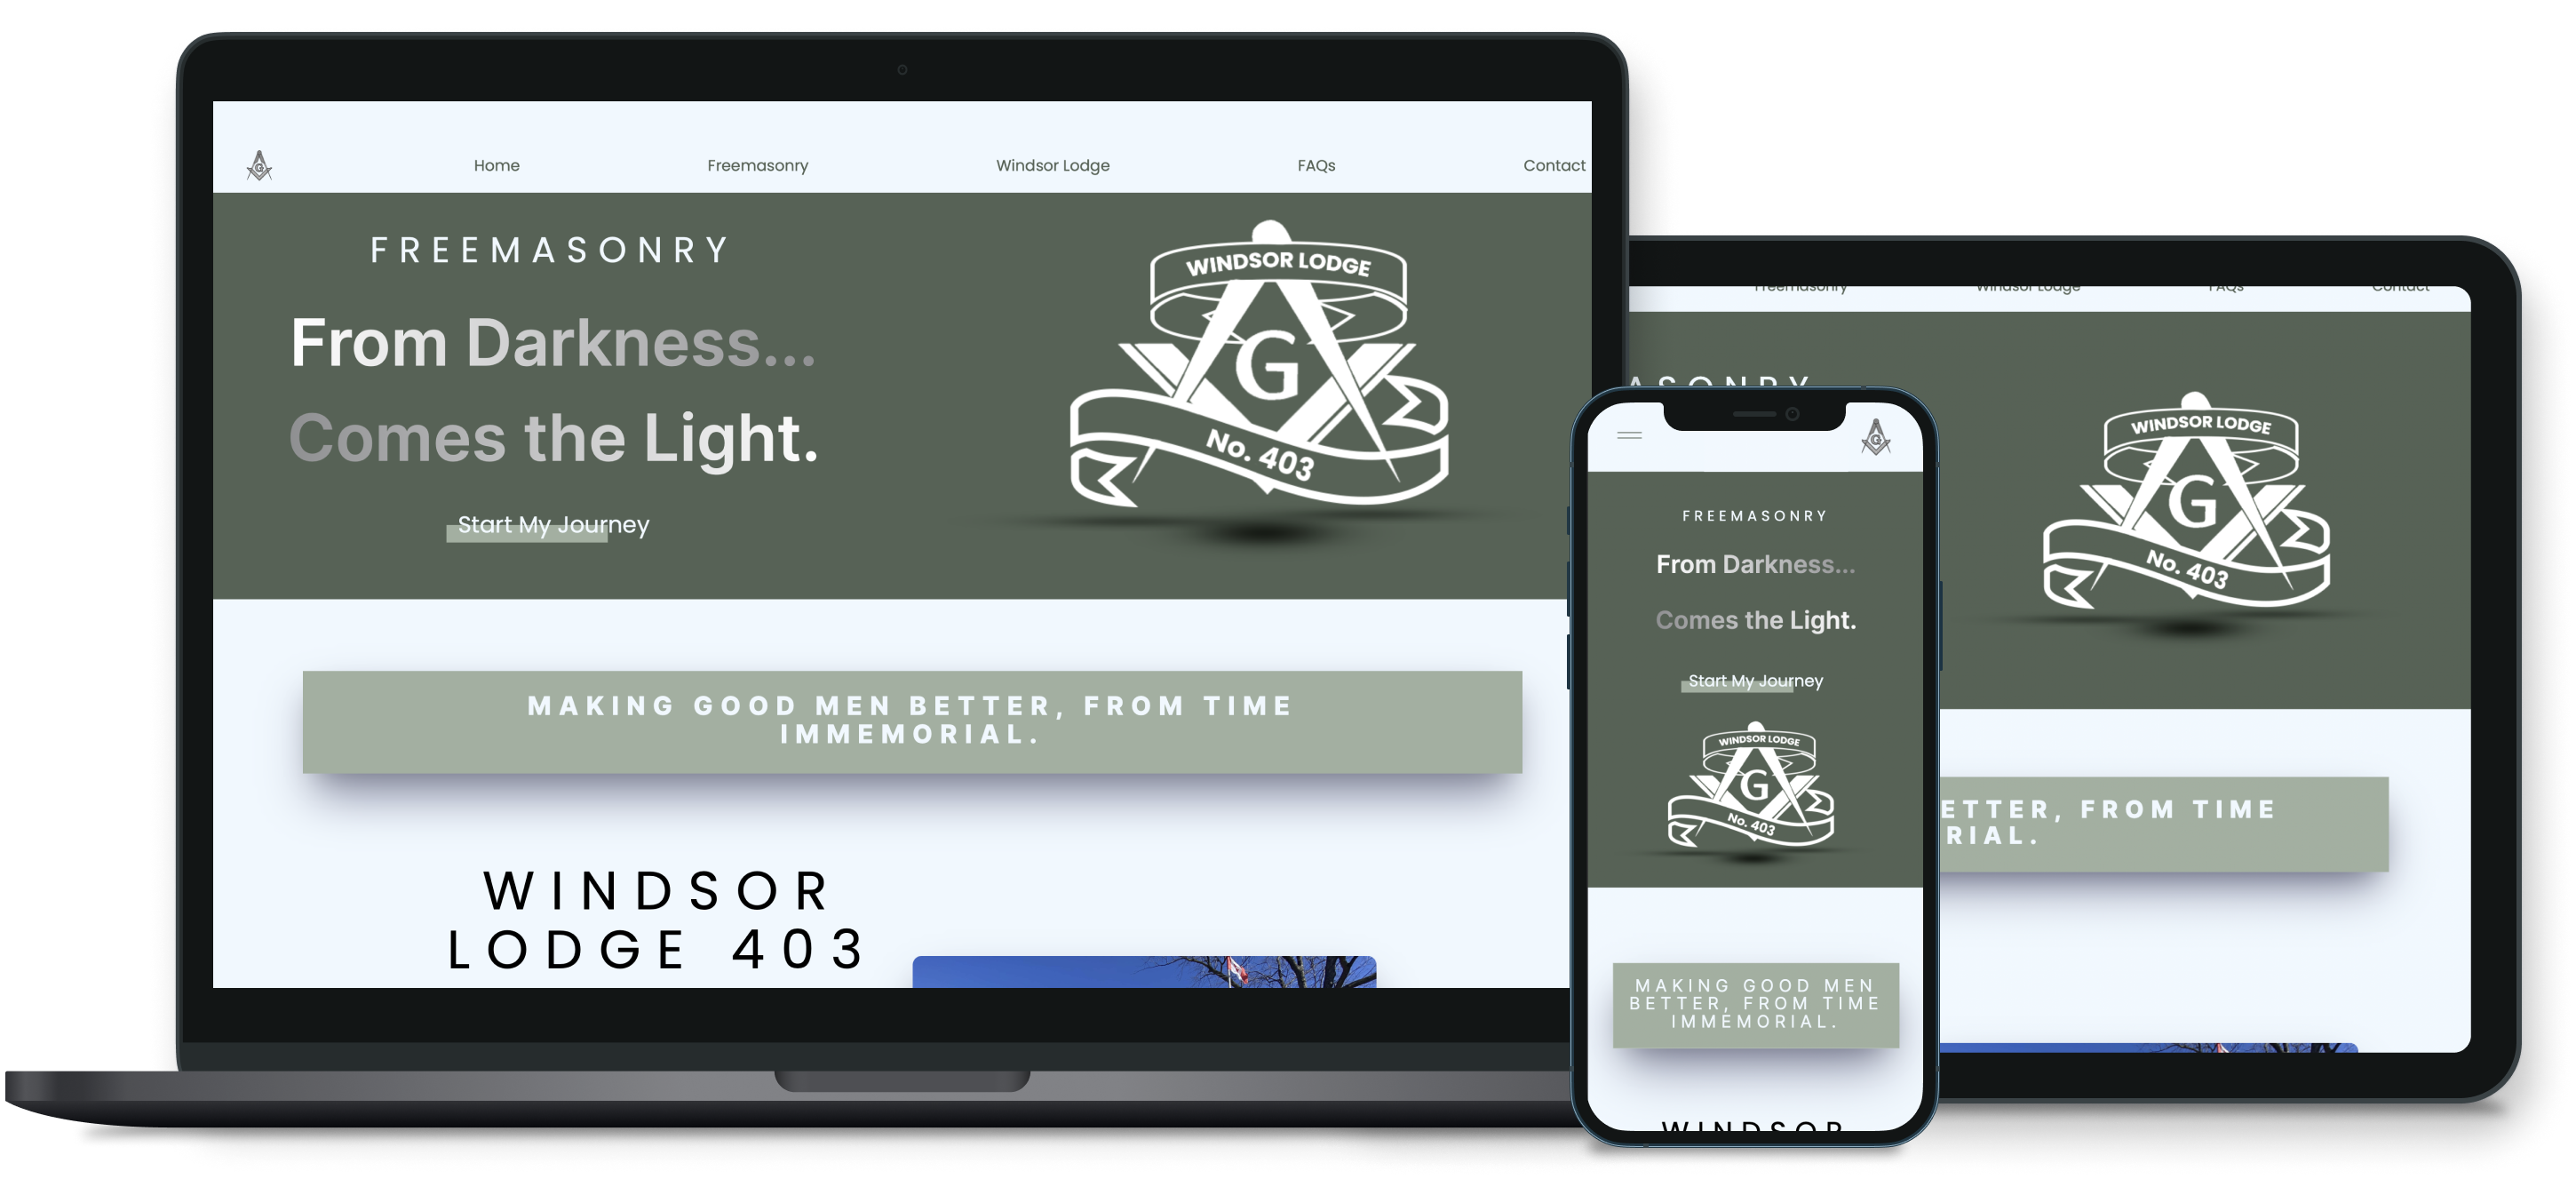 Home Freemasonry Windsor Lodge FAQs Contact
G
FREEMASONRY
From Darkness...
Comes the Light.
Start My Journey
WINDSOR LODGE
G
No. 403
MAKING GOOD MEN BETTER, FROM TIME
IMMEMORIAL.
WINDSOR
LODGE 403
Freemasonry Windsor Lodge FAQs Contact
ASONRY
WINDSOR LODGE
G
No. 403
ETTER, FROM TIME
RIAL.
G
FREEMASONRY
From Darkness...
Comes the Light.
Start My Journey
WINDSOR LODGE
G
No. 403
MAKING GOOD MEN
BETTER, FROM TIME
IMMEMORIAL.
WINDSOR